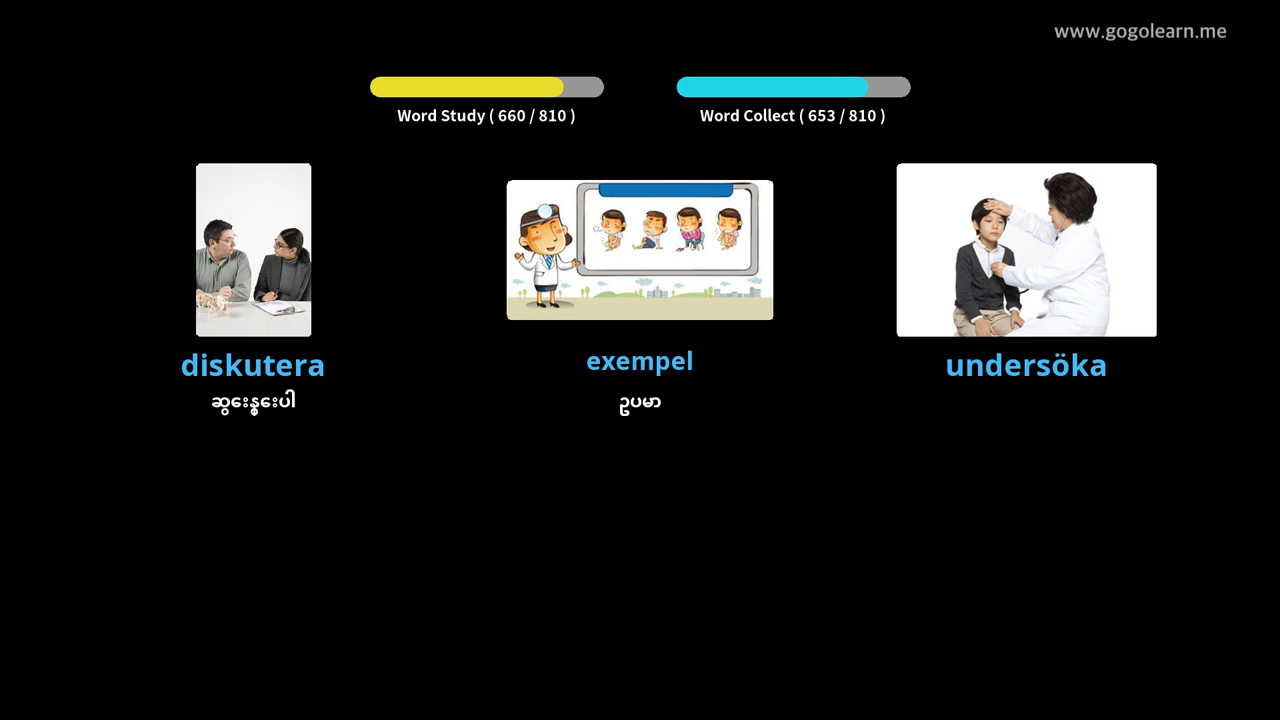 www.gogolearn.me
Word Study ( 660 / 810 )
Word Collect ( 653 / 810 )
diskutera
ဆွေးနွေးပါ
exempel
ဥပမာ
undersöka